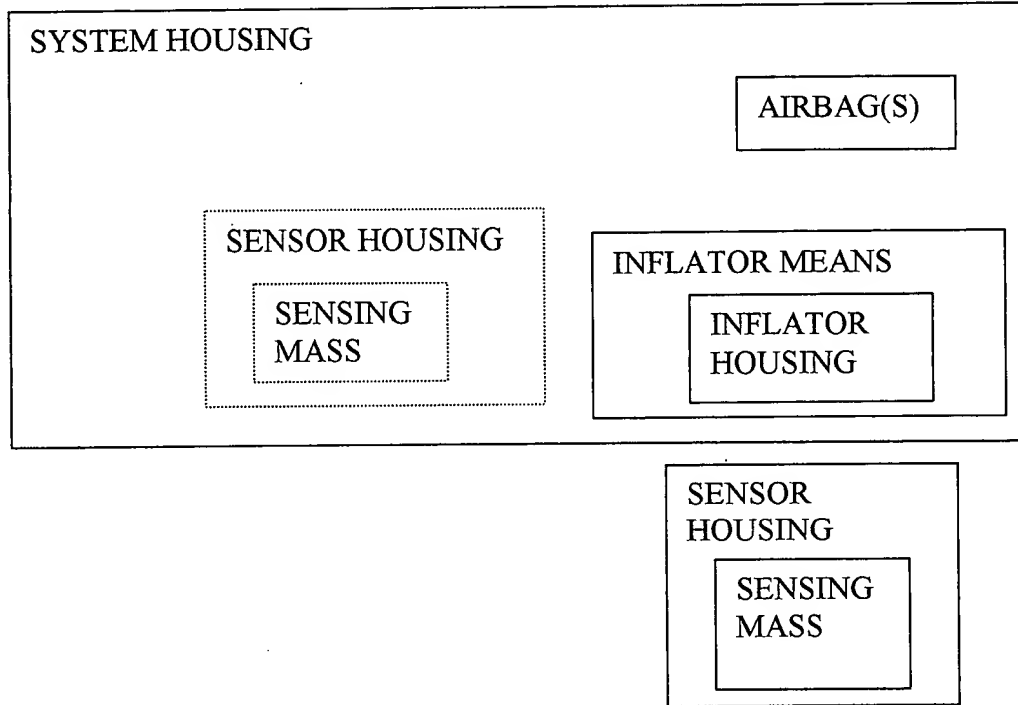 SYSTEM HOUSING
AIRBAG(S)
SENSOR HOUSING
SENSING
MASS
INFLATOR MEANS
INFLATOR
HOUSING
SENSOR
HOUSING
SENSING
MASS